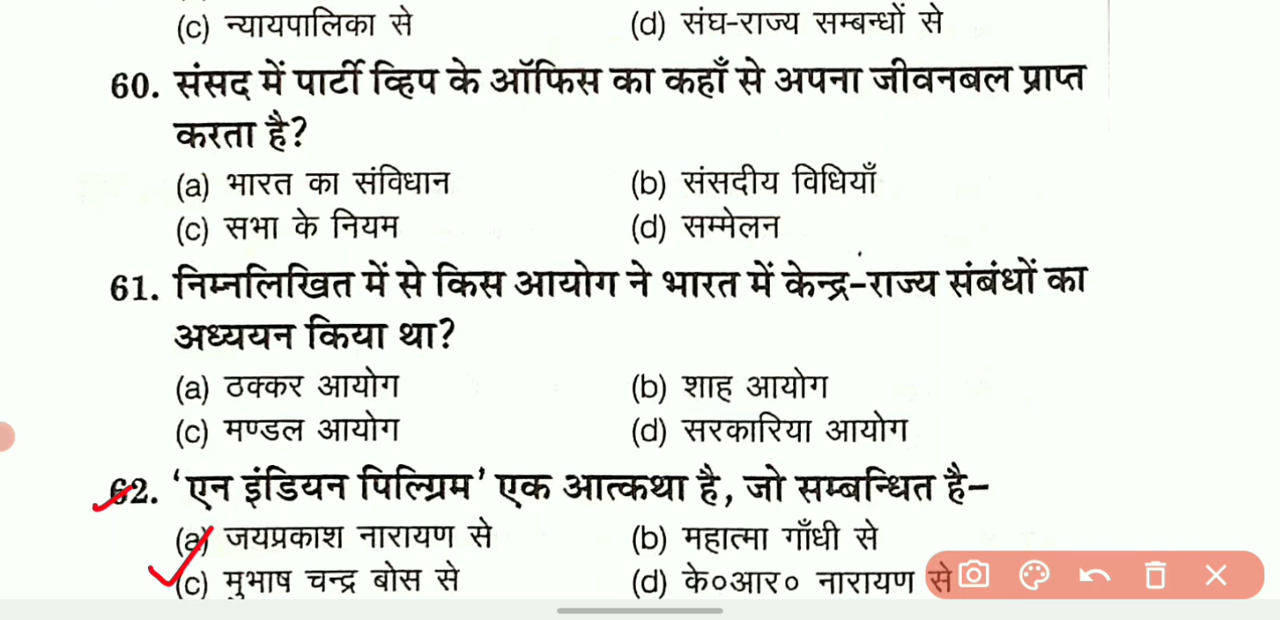 (c) न्यायपालिका से (d) संघ-राज्य सम्बन्धों से
60. संसद में पार्टी व्हिप के ऑफिस का कहाँ से अपना जीवनबल प्राप्त
करता है?
(a) भारत का संविधान (b) संसदीय विधियाँ
(c) सभा के नियम (d) सम्मेलन
61. निम्नलिखित में से किस आयोग ने भारत में केन्द्र-राज्य संबंधों का
अध्ययन किया था?
(a) ठक्कर आयोग (b) शाह आयोग
(c) मण्डल आयोग (d) सरकारिया आयोग
62. ‘एन इंडियन पिल्ग्रिम’ एक आत्कथा है, जो सम्बन्धित है–
(a) जयप्रकाश नारायण से (b) महात्मा गाँधी से
(c) मुभाष चन्द्र बोस से (d) के०आर० नारायण से